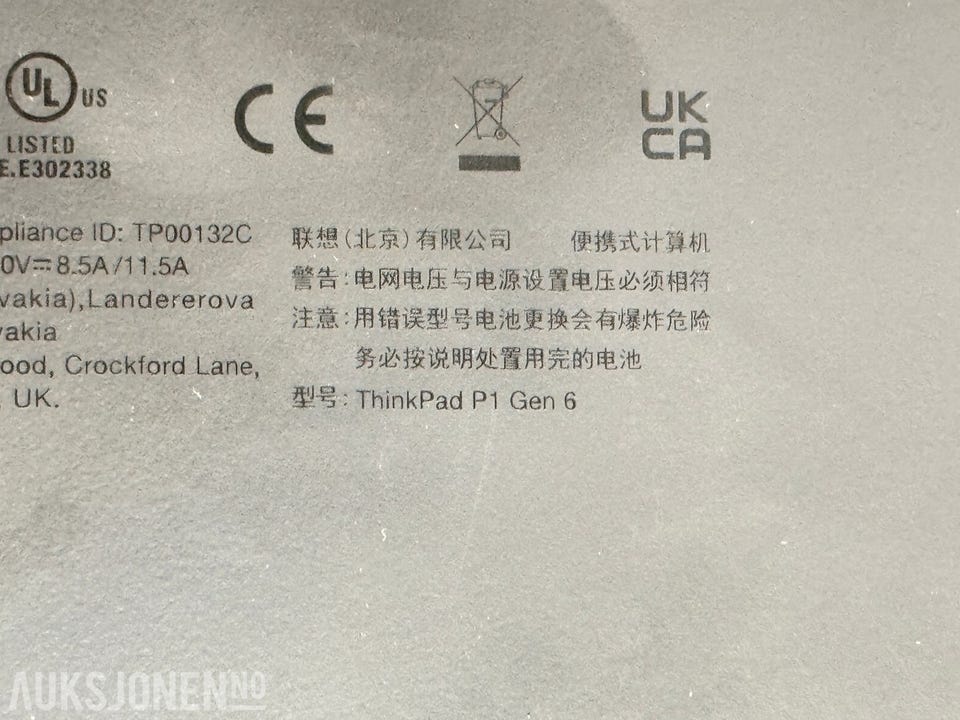 UL US
LISTED
E.E302338
CE
UK
CA
pliance ID: TP00132C
0V⎓8.5A/11.5A
vakia),Landererova
vakia
ood, Crockford Lane,
, UK.
联想(北京)有限公司 便携式计算机
警告:电网电压与电源设置电压必须相符
注意:用错误型号电池更换会有爆炸危险
务必按说明处置用完的电池
型号: ThinkPad P1 Gen 6
AUKSJONEN NO